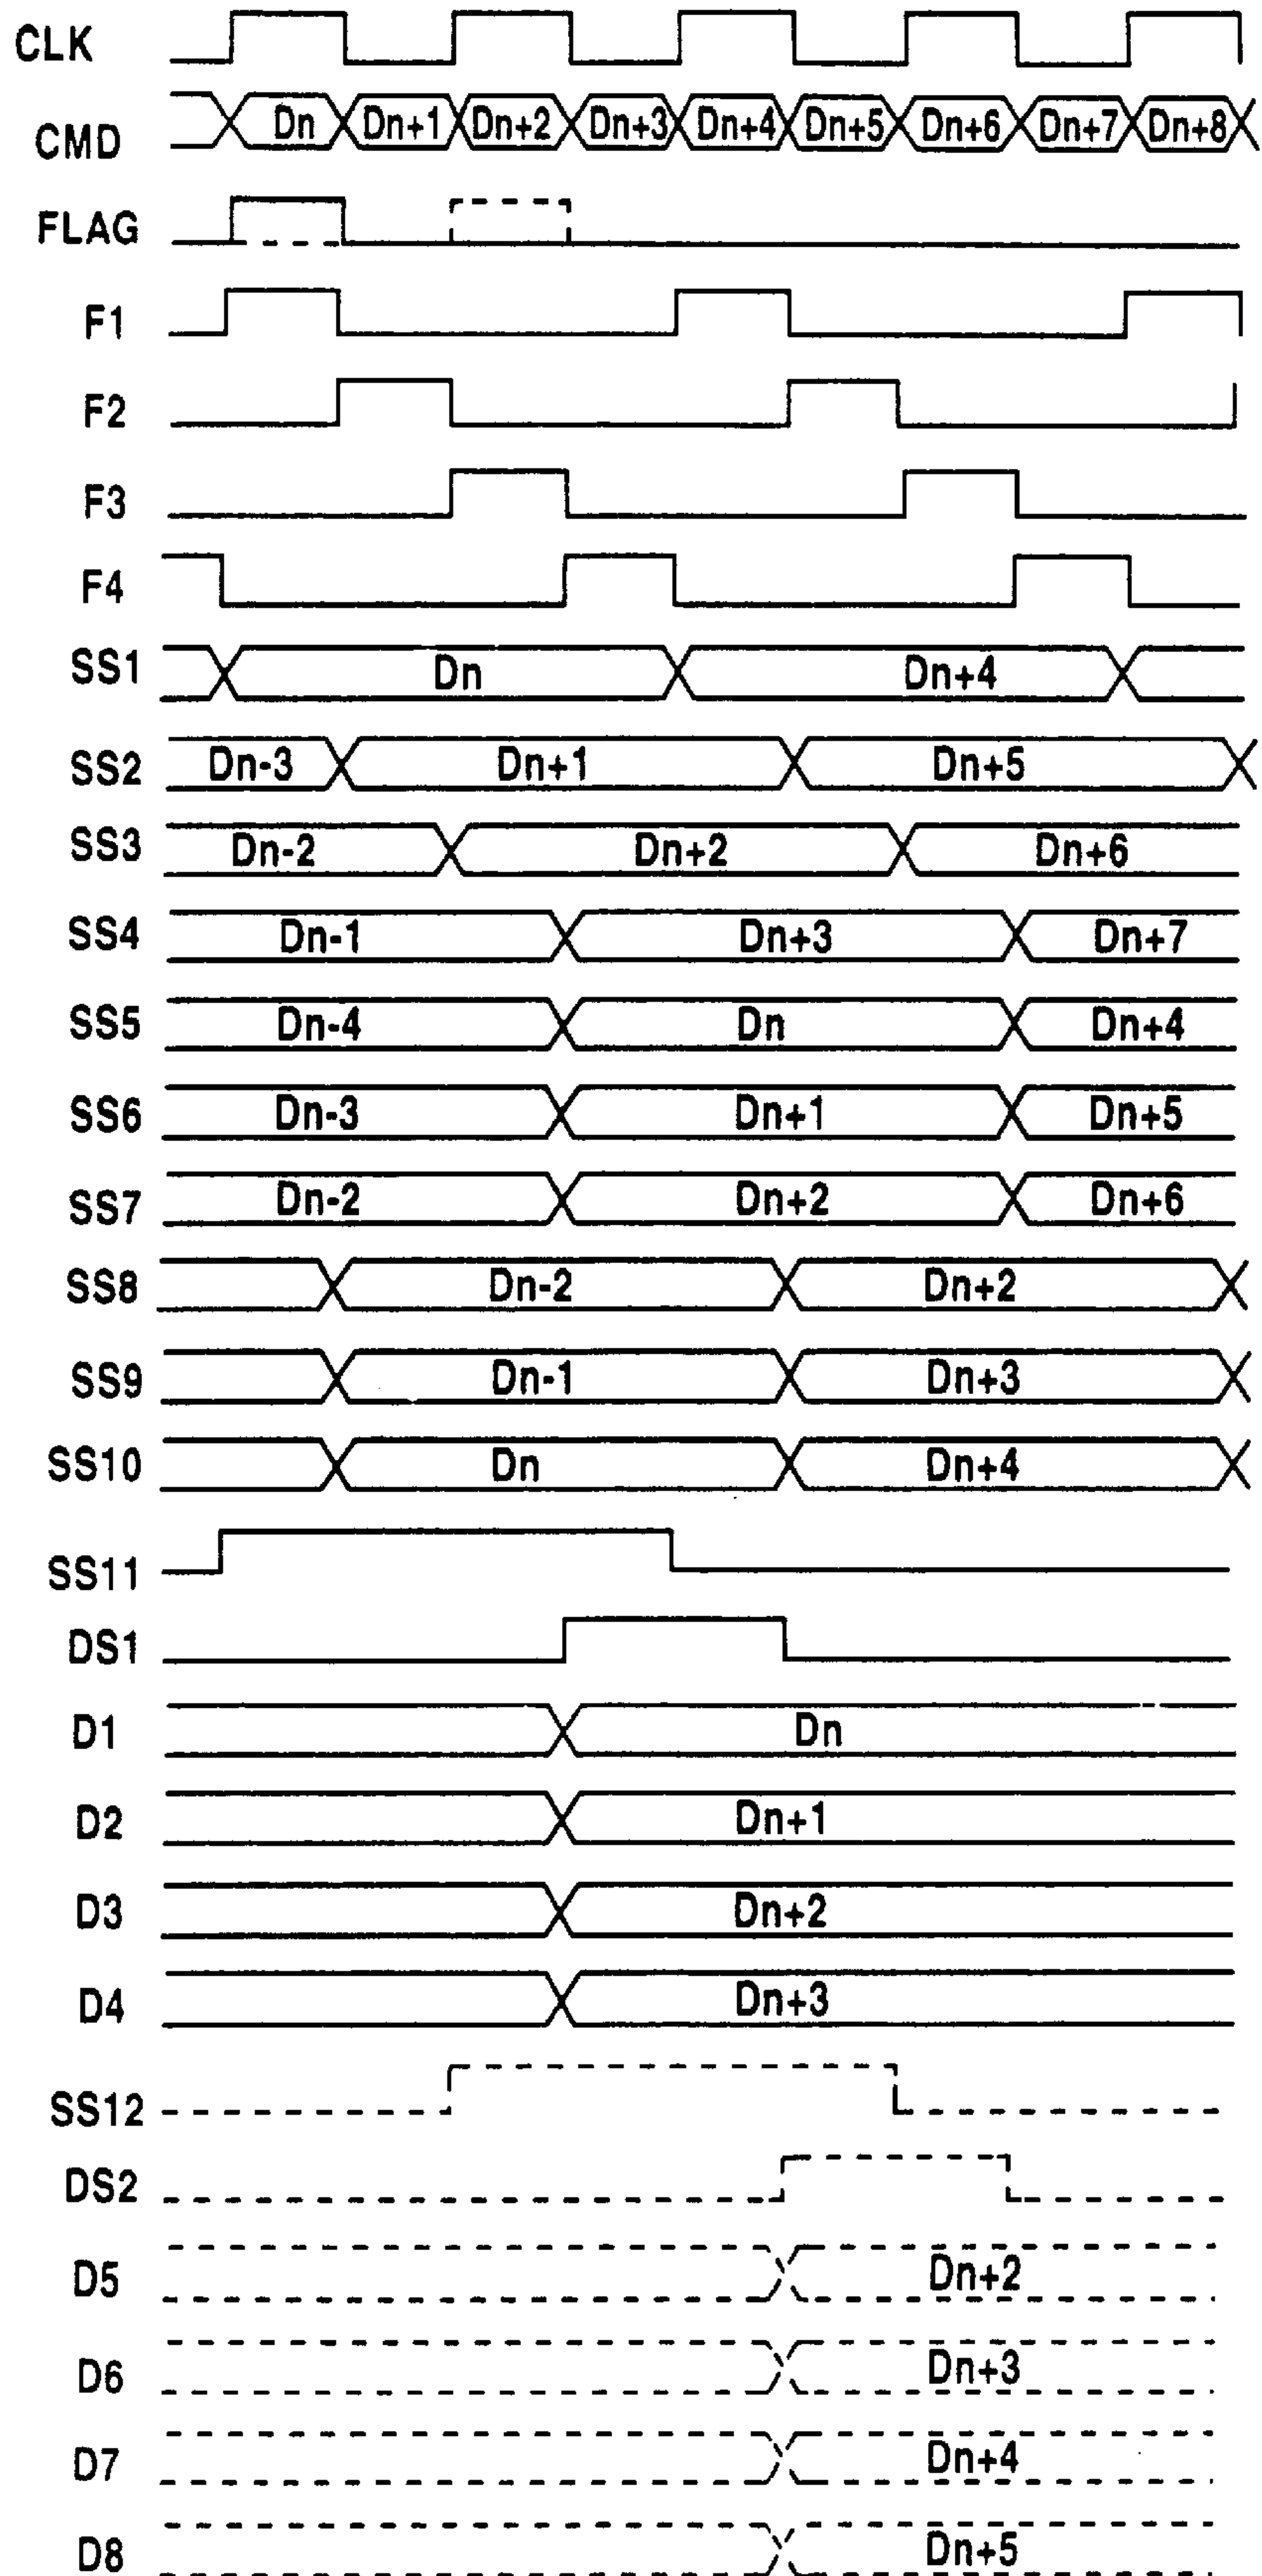 CLK
CMD Dn Dn+1 Dn+2 Dn+3 Dn+4 Dn+5 Dn+6 Dn+7 Dn+8
FLAG
F1
F2
F3
F4
SS1 Dn Dn+4
SS2 Dn-3 Dn+1 Dn+5
SS3 Dn-2 Dn+2 Dn+6
SS4 Dn-1 Dn+3 Dn+7
SS5 Dn-4 Dn Dn+4
SS6 Dn-3 Dn+1 Dn+5
SS7 Dn-2 Dn+2 Dn+6
SS8 Dn-2 Dn+2
SS9 Dn-1 Dn+3
SS10 Dn Dn+4
SS11
DS1
D1 Dn
D2 Dn+1
D3 Dn+2
D4 Dn+3
SS12
DS2
D5 Dn+2
D6 Dn+3
D7 Dn+4
D8 Dn+5